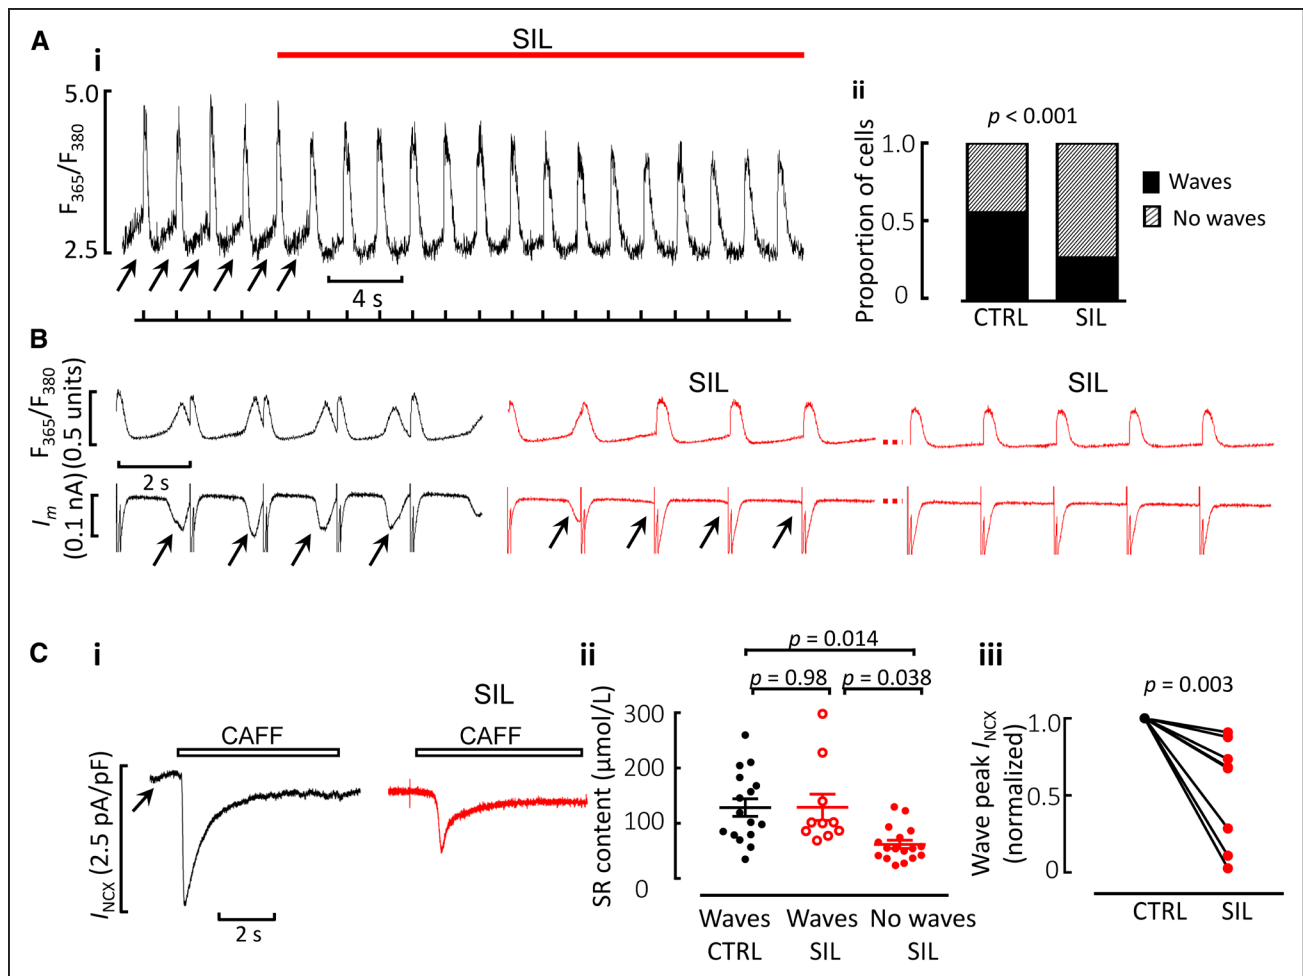 A
i
SIL
5.0
F365/F380
2.5
4 s
ii
p < 0.001
Proportion of cells
1.0
0.5
0
CTRL
SIL
Waves
No waves
B
F365/F380
(0.5 units)
2 s
Im
(0.1 nA)
SIL
SIL
C
i
SIL
CAFF
CAFF
INCX (2.5 pA/pF)
2 s
ii
p = 0.014
p = 0.98
p = 0.038
SR content (µmol/L)
300
200
100
0
Waves
CTRL
Waves
SIL
No waves
SIL
iii
p = 0.003
Wave peak INCX
(normalized)
1.0
0.5
0
CTRL
SIL